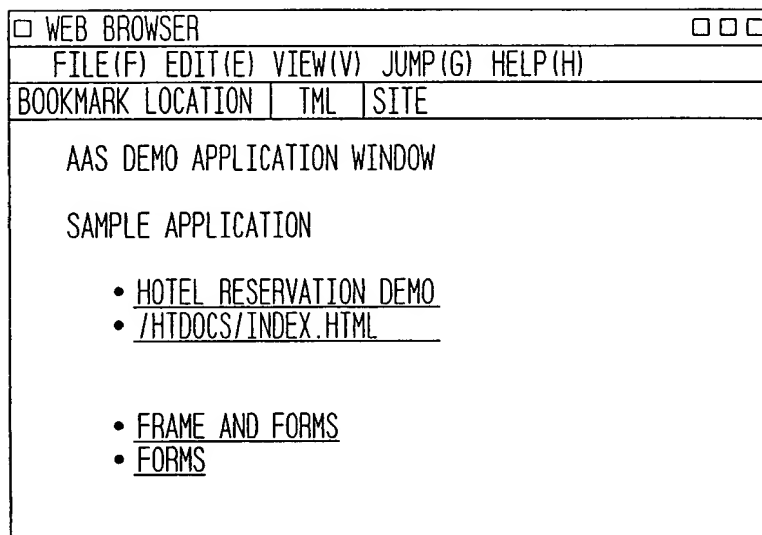 WEB BROWSER
FILE(F) EDIT(E) VIEW(V) JUMP(G) HELP(H)
BOOKMARK LOCATION TML SITE
AAS DEMO APPLICATION WINDOW
SAMPLE APPLICATION
• HOTEL RESERVATION DEMO
• /HTDOCS/INDEX.HTML
• FRAME AND FORMS
• FORMS